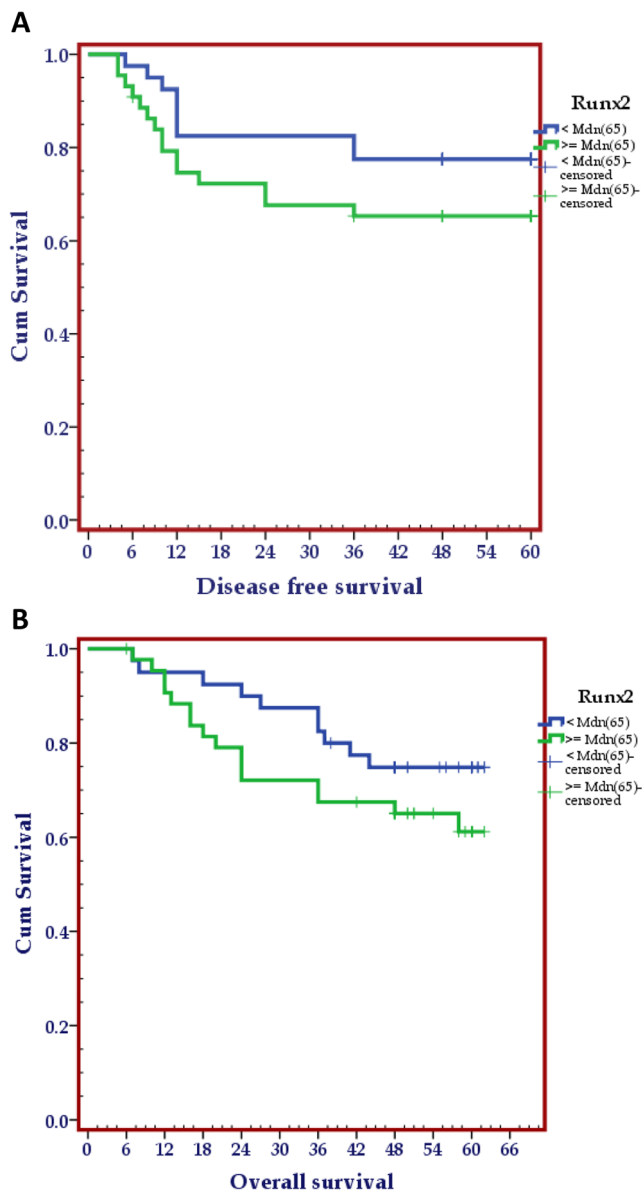 A
1.0
0.8
0.6
0.4
0.2
0.0
Cum Survival
0 6 12 18 24 30 36 42 48 54 60
Disease free survival
Runx2
< Mdn(65)
>= Mdn(65)
< Mdn(65)-
censored
>= Mdn(65)-
censored
B
1.0
0.8
0.6
0.4
0.2
0.0
Cum Survival
0 6 12 18 24 30 36 42 48 54 60 66
Overall survival
Runx2
< Mdn(65)
>= Mdn(65)
< Mdn(65)-
censored
>= Mdn(65)-
censored